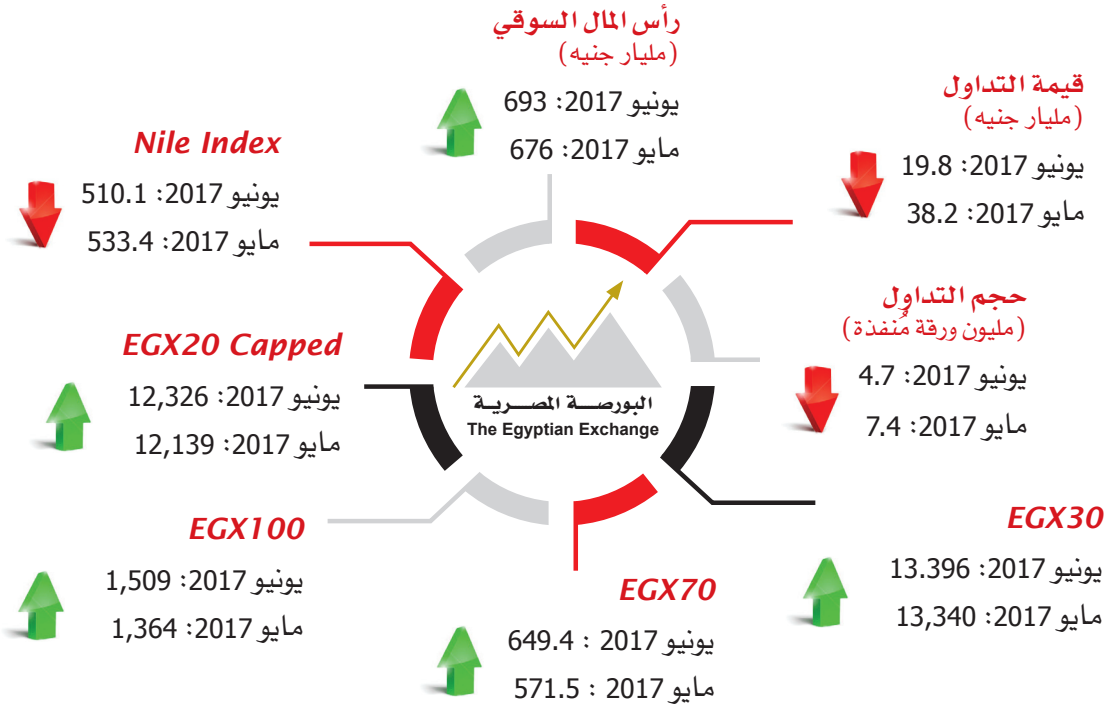 رأس المال السوقي
(مليار جنيه)
يونيو 2017: 693
مايو 2017: 676
قيمة التداول
(مليار جنيه)
يونيو 2017: 19.8
مايو 2017: 38.2
حجم التداول
(مليون ورقة مُنفذة)
يونيو 2017: 4.7
مايو 2017: 7.4
EGX30
يونيو 2017: 13.396
مايو 2017: 13,340
EGX70
يونيو 2017 : 649.4
مايو 2017 : 571.5
EGX100
يونيو 2017: 1,509
مايو 2017: 1,364
EGX20 Capped
يونيو 2017: 12,326
مايو 2017: 12,139
Nile Index
يونيو 2017: 510.1
مايو 2017: 533.4
البورصـــة المصـــريـــة
The Egyptian Exchange